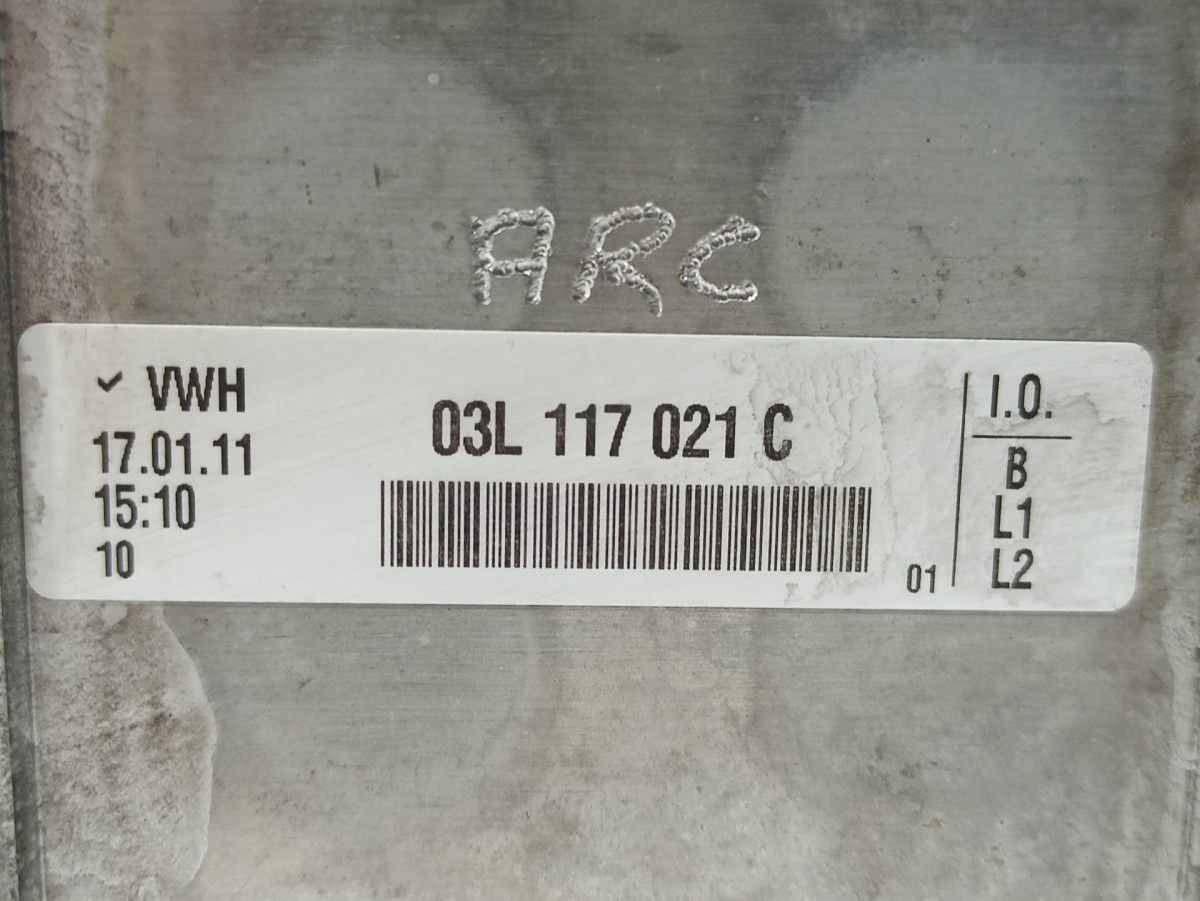 ARC
VWH
17.01.11
15:10
10
03L 117 021 C
01
I.O.
B
L1
L2